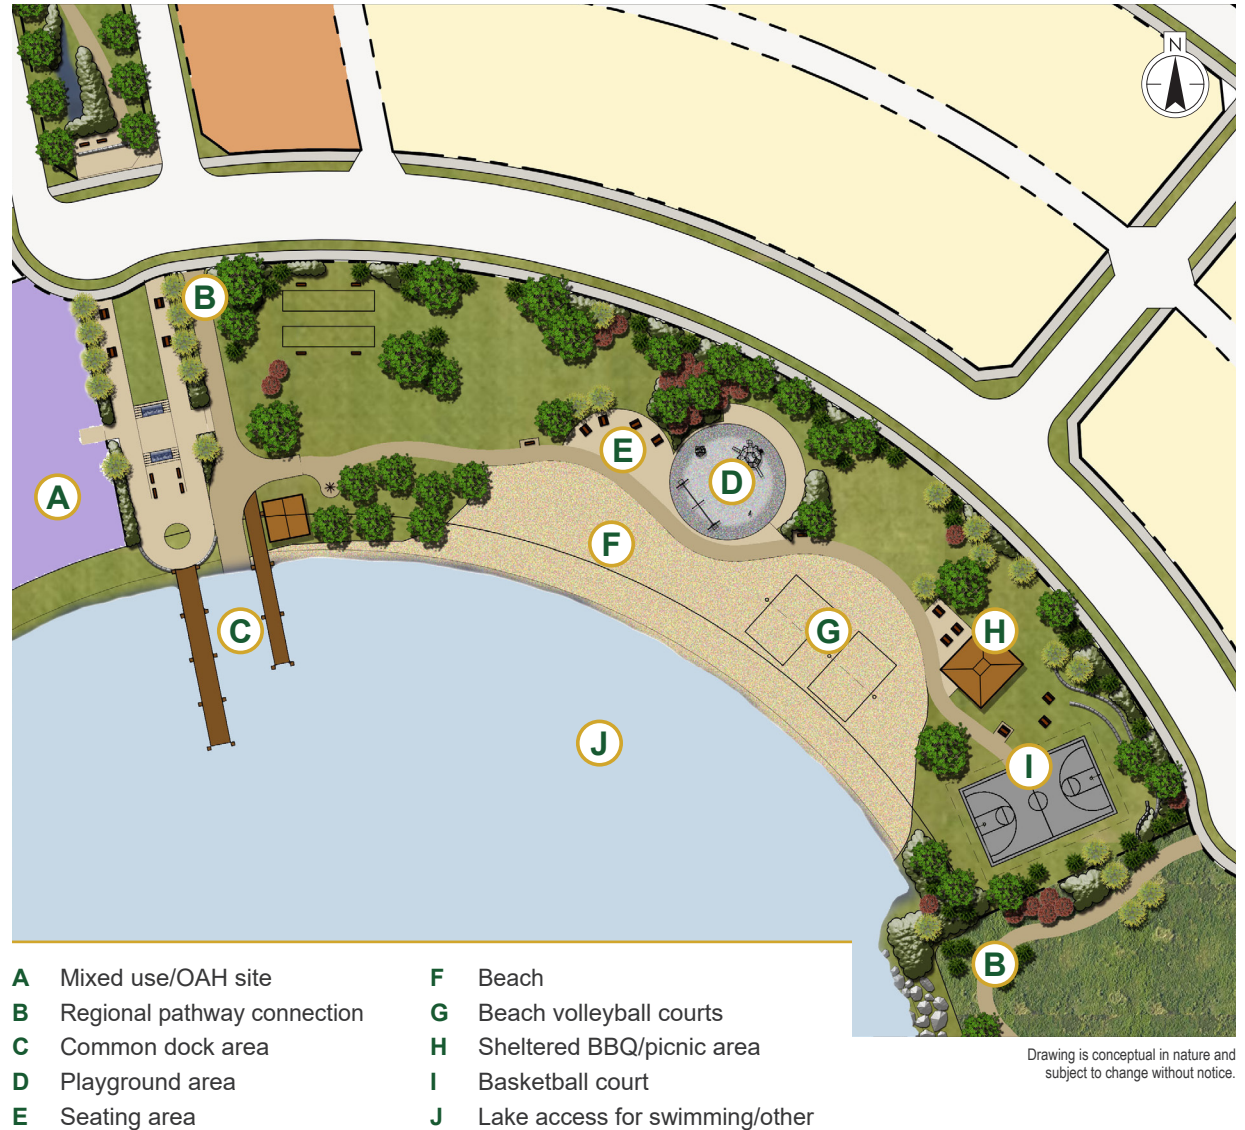 N
B
A
E
D
F
C
G
H
J
I
B
A Mixed use/OAH site
B Regional pathway connection
C Common dock area
D Playground area
E Seating area
F Beach
G Beach volleyball courts
H Sheltered BBQ/picnic area
I Basketball court
J Lake access for swimming/other
Drawing is conceptual in nature and
subject to change without notice.